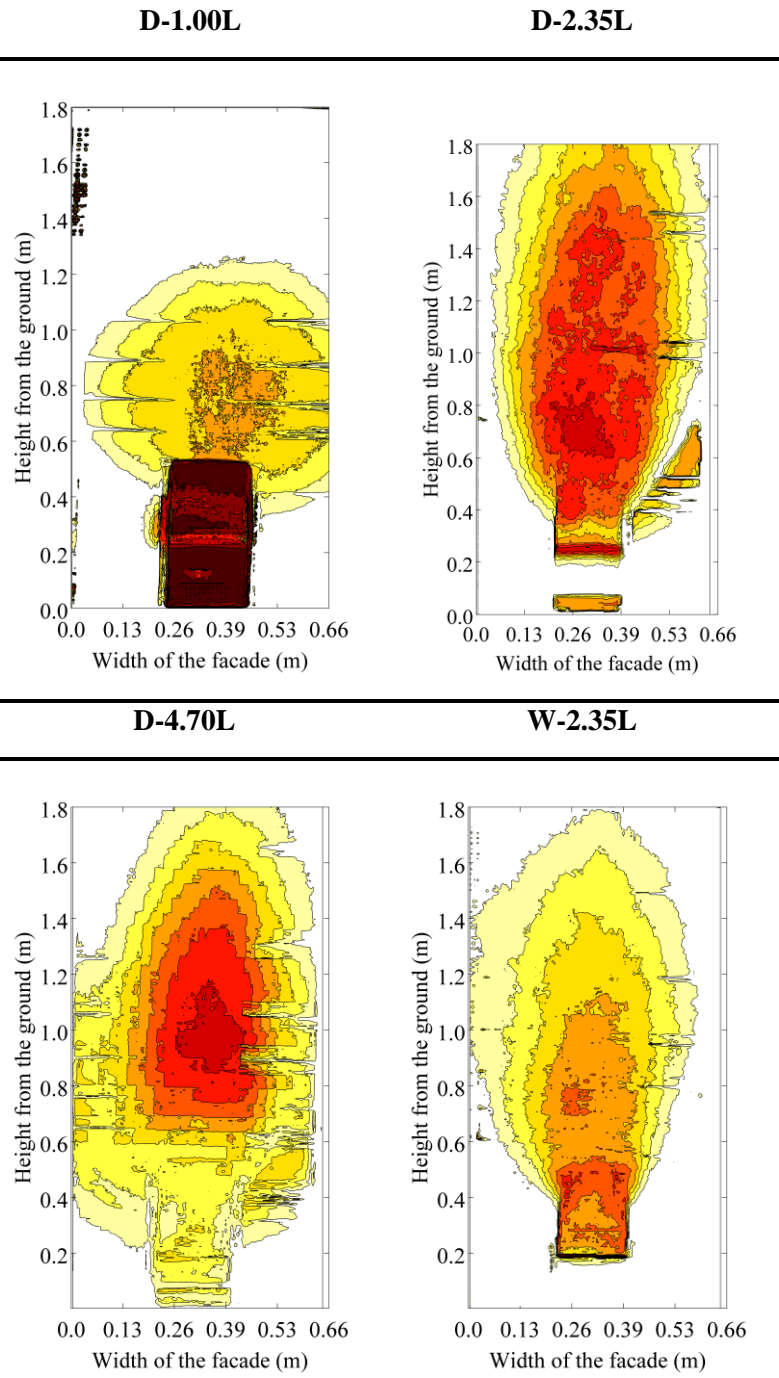 D-1.00L D-2.35L
1.8
1.6
1.4
1.2
1.0
0.8
0.6
0.4
0.2
0.0
Height from the ground (m)
0.0 0.13 0.26 0.39 0.53 0.66
Width of the facade (m)
1.8
1.6
1.4
1.2
1.0
0.8
0.6
0.4
0.2
0.0
Height from the ground (m)
0.0 0.13 0.26 0.39 0.53 0.66
Width of the facade (m)
D-4.70L W-2.35L
1.8
1.6
1.4
1.2
1.0
0.8
0.6
0.4
0.2
Height from the ground (m)
0.0 0.13 0.26 0.39 0.53 0.66
Width of the facade (m)
1.8
1.6
1.4
1.2
1.0
0.8
0.6
0.4
0.2
Height from the ground (m)
0.0 0.13 0.26 0.39 0.53 0.66
Width of the facade (m)